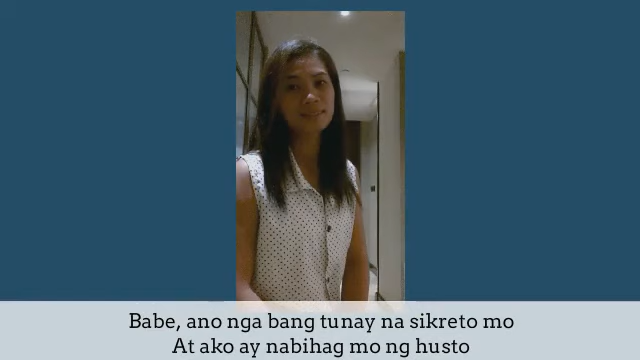 Babe, ano nga bang tunay na sikreto mo
At ako ay nabihag mo ng husto